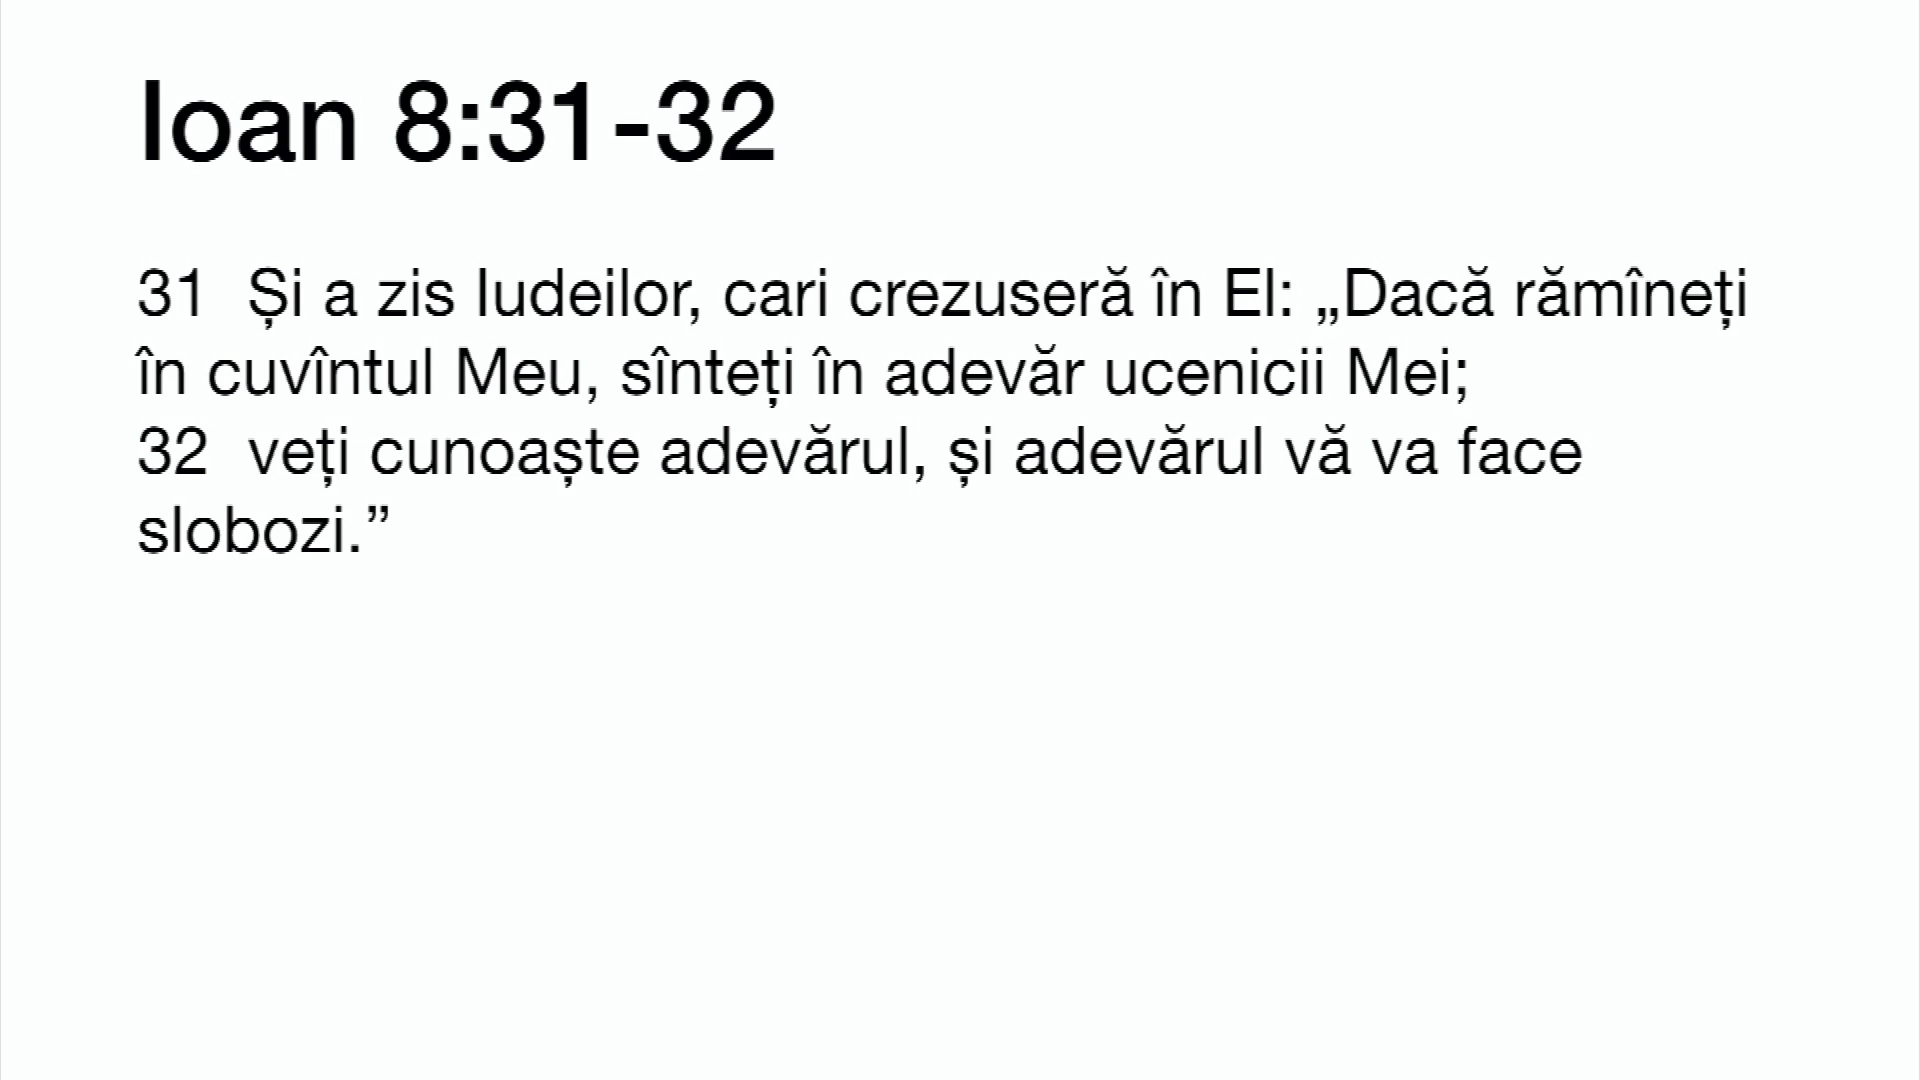 Ioan 8:31-32
31 Și a zis Iudeilor, cari crezuseră în El: „Dacă rămîneți
în cuvîntul Meu, sînteți în adevăr ucenicii Mei;
32 veți cunoaște adevărul, și adevărul vă va face
slobozi.”